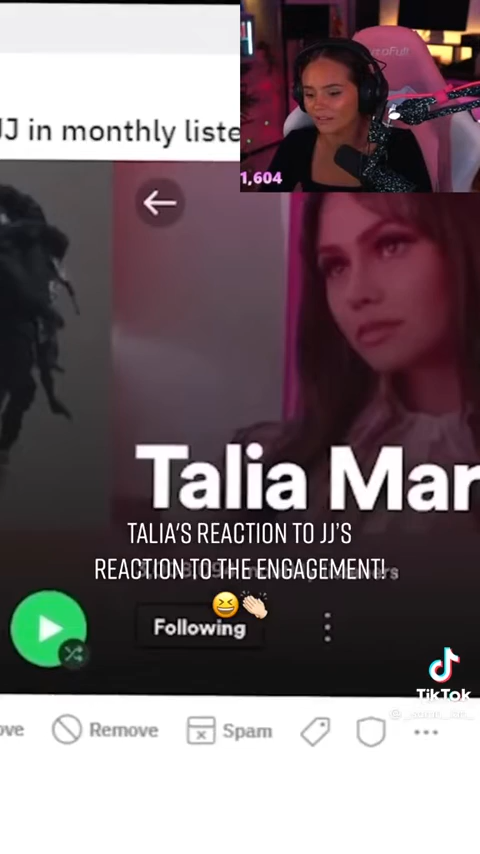 JJ in monthly liste
1,604
Talia Mar
TALIA'S REACTION TO JJ'S
REACTION TO THE ENGAGEMENT!
😆👏🏻
Following
TikTok
ove
Remove
Spam